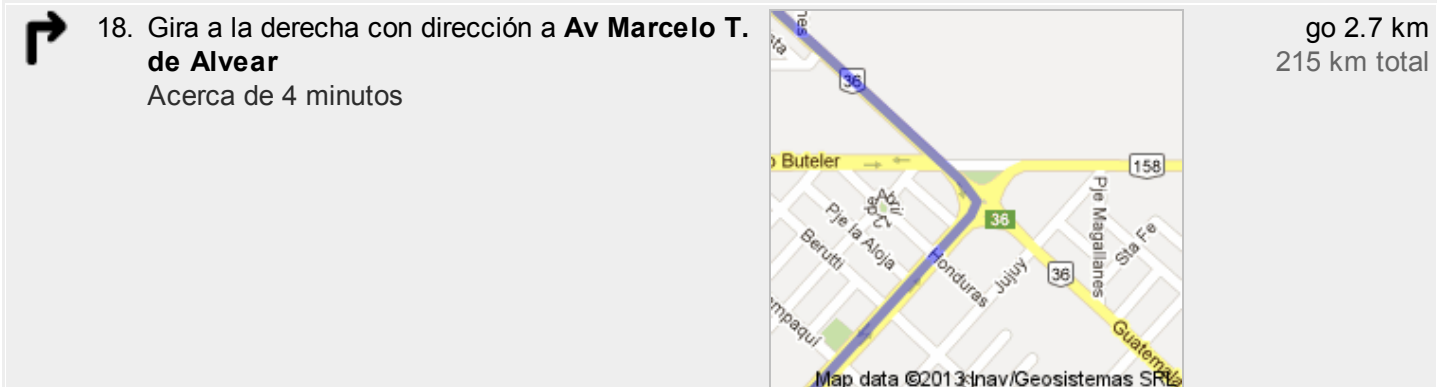 18. Gira a la derecha con dirección a Av Marcelo T.
de Alvear
Acerca de 4 minutos
go 2.7 km
215 km total
36
Buteler
158
36
36
Pje Magallanes
Sta Fe
Abril
2 de
Pje la Aloja
Berutti
Honduras
Jujuy
Guatemala
Map data ©2013 Inav/Geosistemas SRL